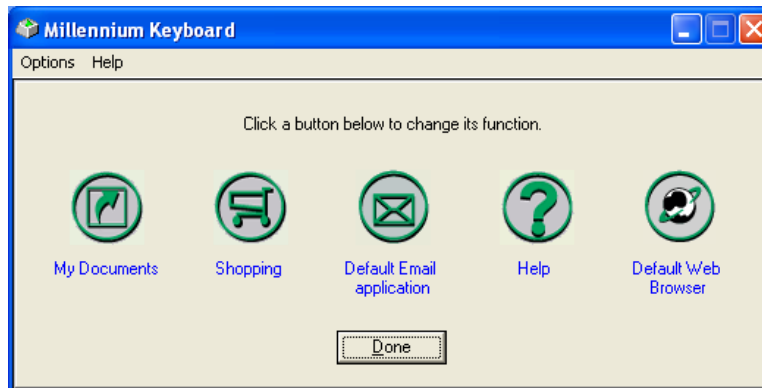 Millennium Keyboard
Options Help
Click a button below to change its function.
My Documents
Shopping
Default Email
application
Help
Default Web
Browser
Done